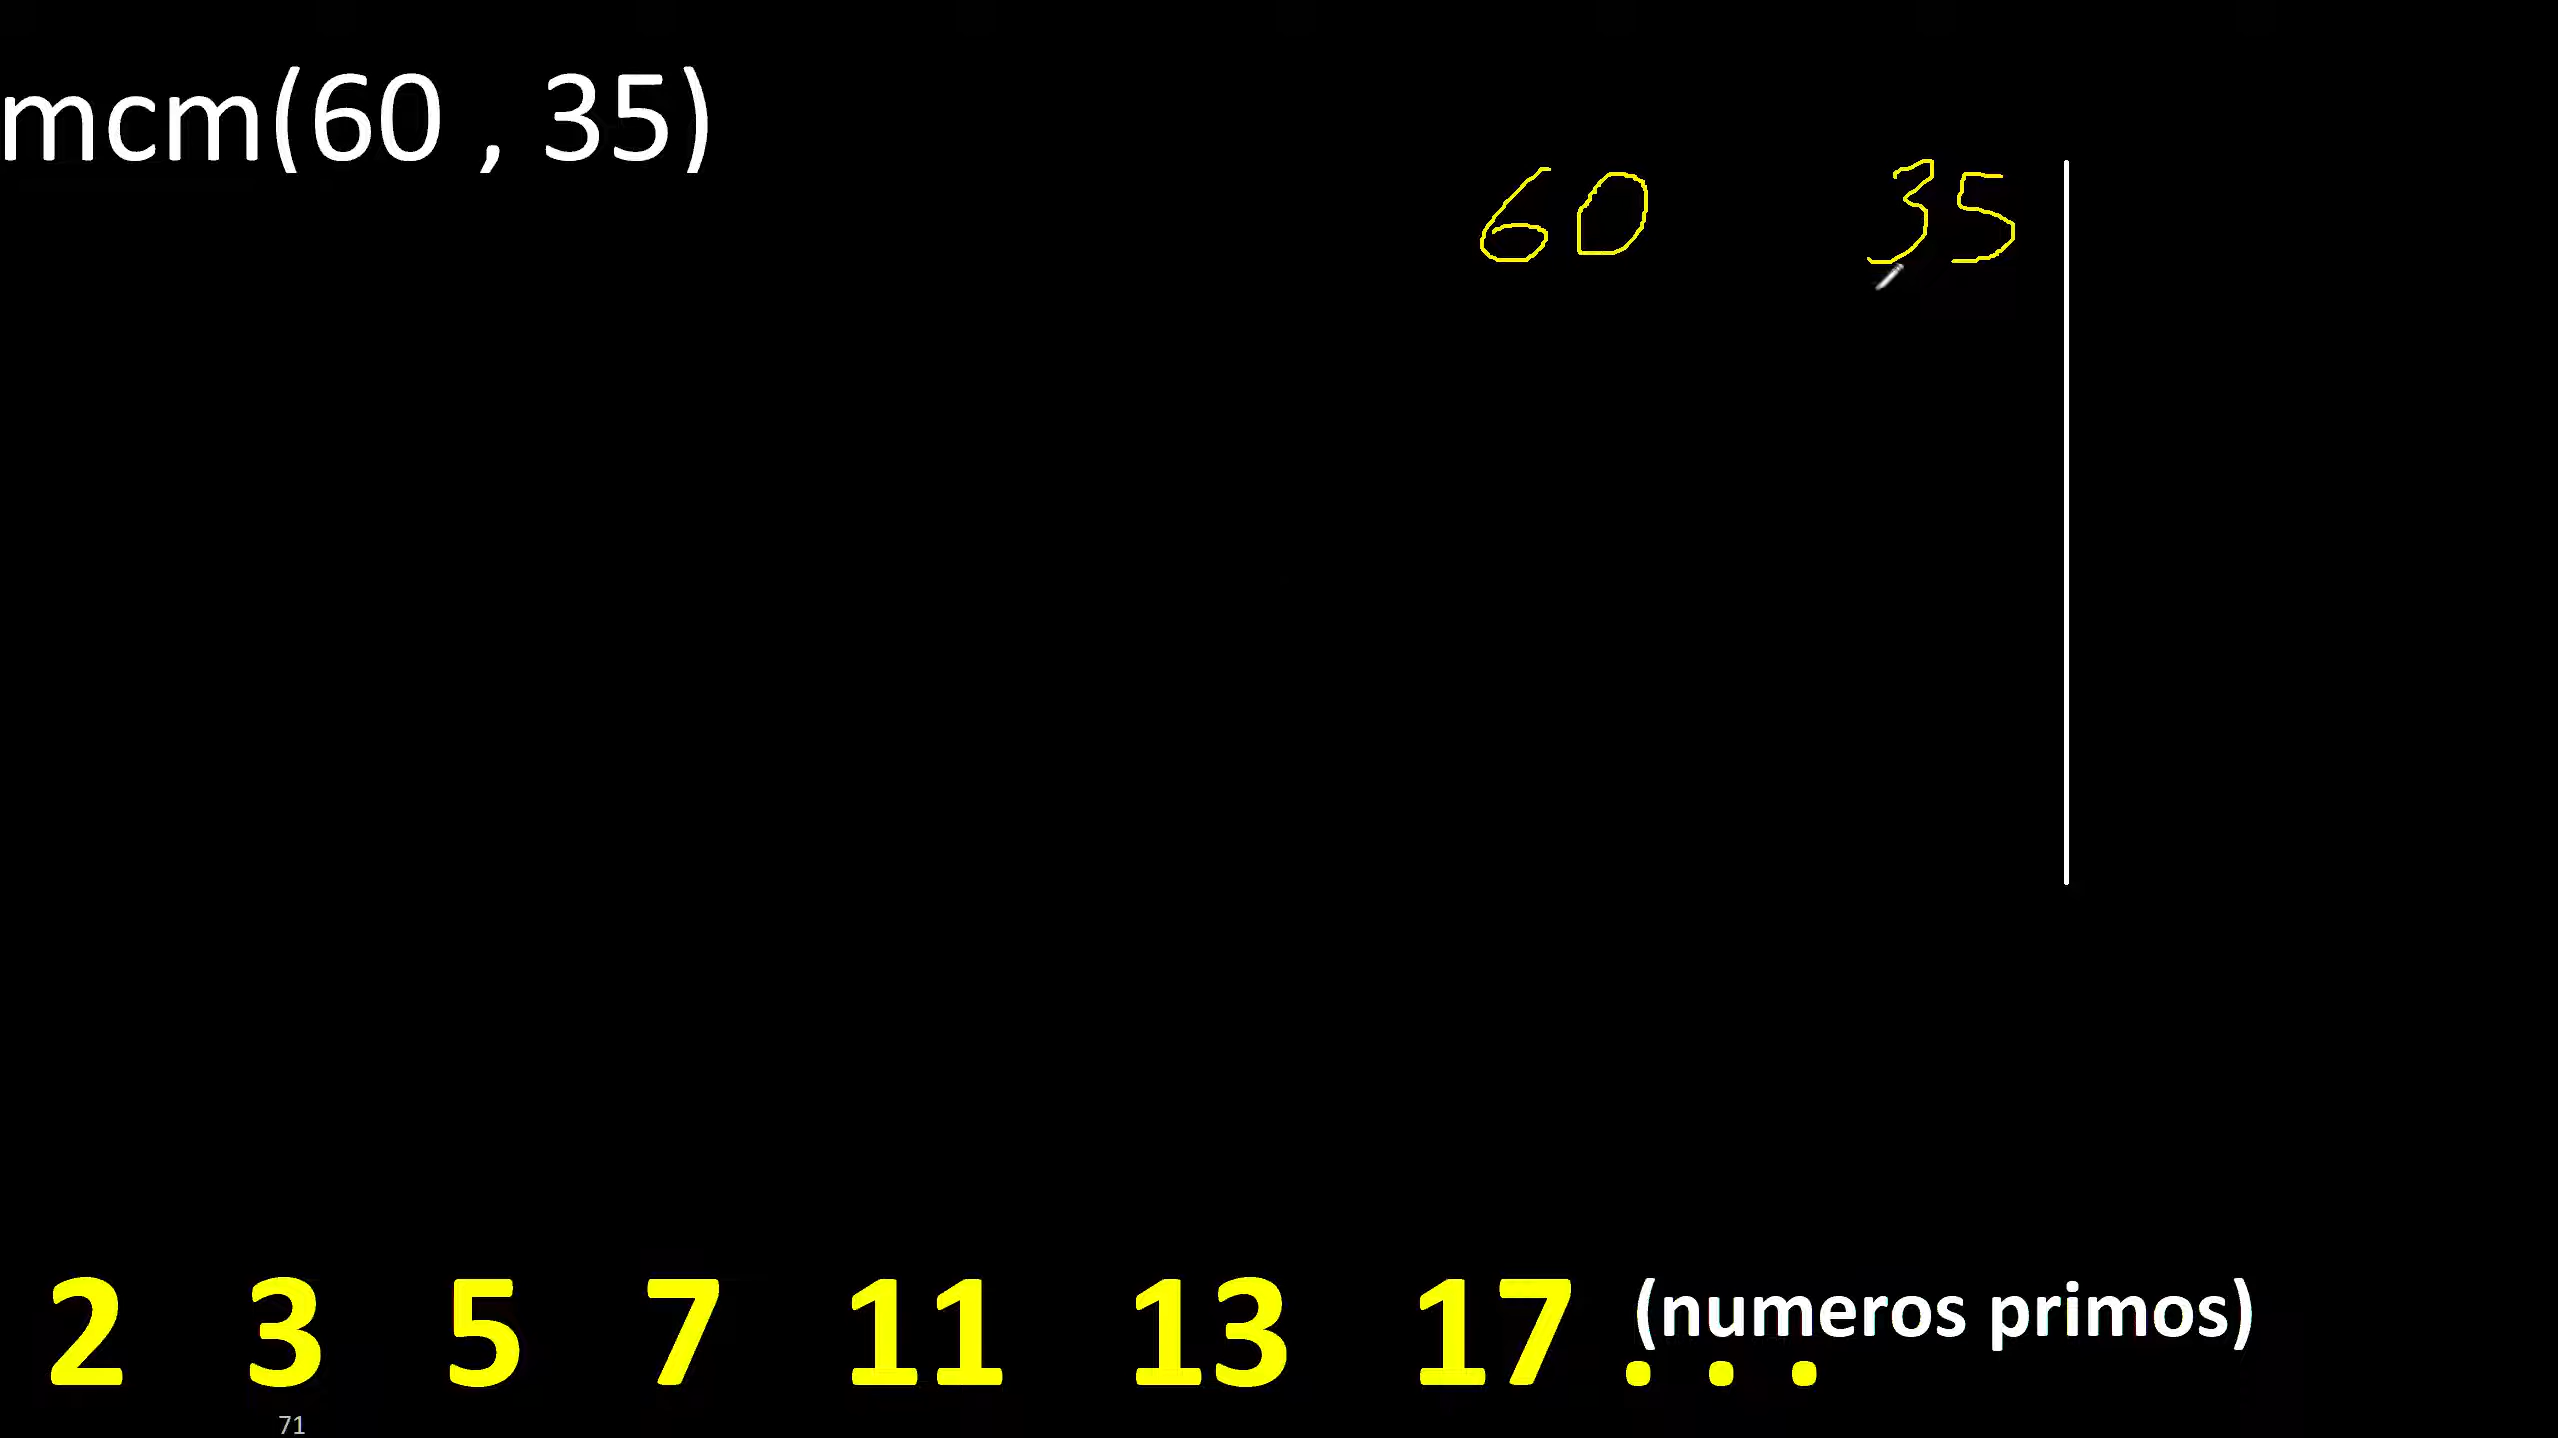 mcm(60 , 35)
60 35
2 3 5 7 11 13 17 . . . (numeros primos)
71